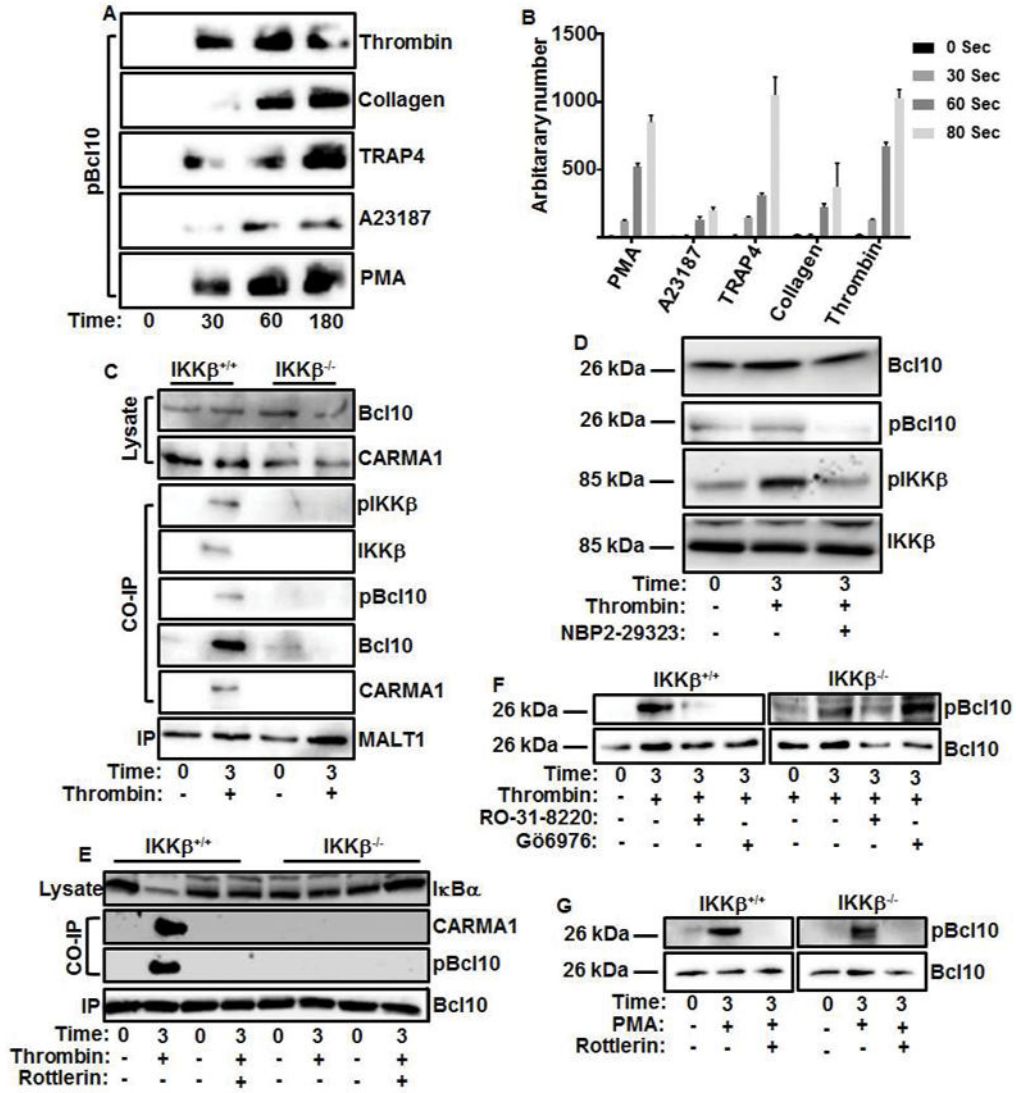 A
pBcl10
Thrombin
Collagen
TRAP4
A23187
PMA
Time: 0 30 60 180
B
Arbitararynumber
1500
1000
500
0 Sec
30 Sec
60 Sec
80 Sec
PMA A23187 TRAP4 Collagen Thrombin
C
IKKβ+/+ IKKβ-/-
Lysate
Bcl10
CARMA1
CO-IP
pIKKβ
IKKβ
pBcl10
Bcl10
CARMA1
IP MALT1
Time: 0 3 0 3
Thrombin: - + - +
D
26 kDa Bcl10
26 kDa pBcl10
85 kDa pIKKβ
85 kDa IKKβ
Time: 0 3 3
Thrombin: - + +
NBP2-29323: - - +
E
IKKβ+/+ IKKβ-/-
Lysate IκBα
CO-IP
CARMA1
pBcl10
IP Bcl10
Time: 0 3 0 3 0 3 0 3
Thrombin: - + - + - + - +
Rottlerin: - - - + - - - +
F
IKKβ+/+ IKKβ-/-
26 kDa pBcl10
26 kDa Bcl10
Time: 0 3 3 3 0 3 3 3
Thrombin: - + + + + + + +
RO-31-8220: - - + - - - + -
Gö6976: - - - + - - - +
G
IKKβ+/+ IKKβ-/-
26 kDa pBcl10
26 kDa Bcl10
Time: 0 3 3 0 3 3
PMA: - + + - + +
Rottlerin: - - + - - +